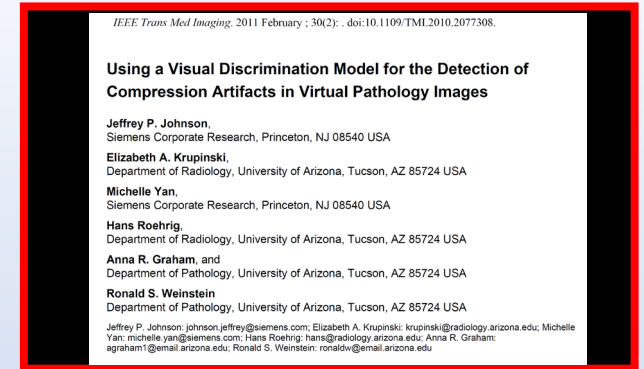 IEEE Trans Med Imaging. 2011 February ; 30(2): . doi:10.1109/TMI.2010.2077308.
Using a Visual Discrimination Model for the Detection of
Compression Artifacts in Virtual Pathology Images
Jeffrey P. Johnson,
Siemens Corporate Research, Princeton, NJ 08540 USA
Elizabeth A. Krupinski,
Department of Radiology, University of Arizona, Tucson, AZ 85724 USA
Michelle Yan,
Siemens Corporate Research, Princeton, NJ 08540 USA
Hans Roehrig,
Department of Radiology, University of Arizona, Tucson, AZ 85724 USA
Anna R. Graham, and
Department of Pathology, University of Arizona, Tucson, AZ 85724 USA
Ronald S. Weinstein
Department of Pathology, University of Arizona, Tucson, AZ 85724 USA
Jeffrey P. Johnson: johnson.jeffrey@siemens.com; Elizabeth A. Krupinski: krupinski@radiology.arizona.edu; Michelle
Yan: michelle.yan@siemens.com; Hans Roehrig: hans@radiology.arizona.edu; Anna R. Graham:
agraham1@email.arizona.edu; Ronald S. Weinstein: ronaldw@email.arizona.edu